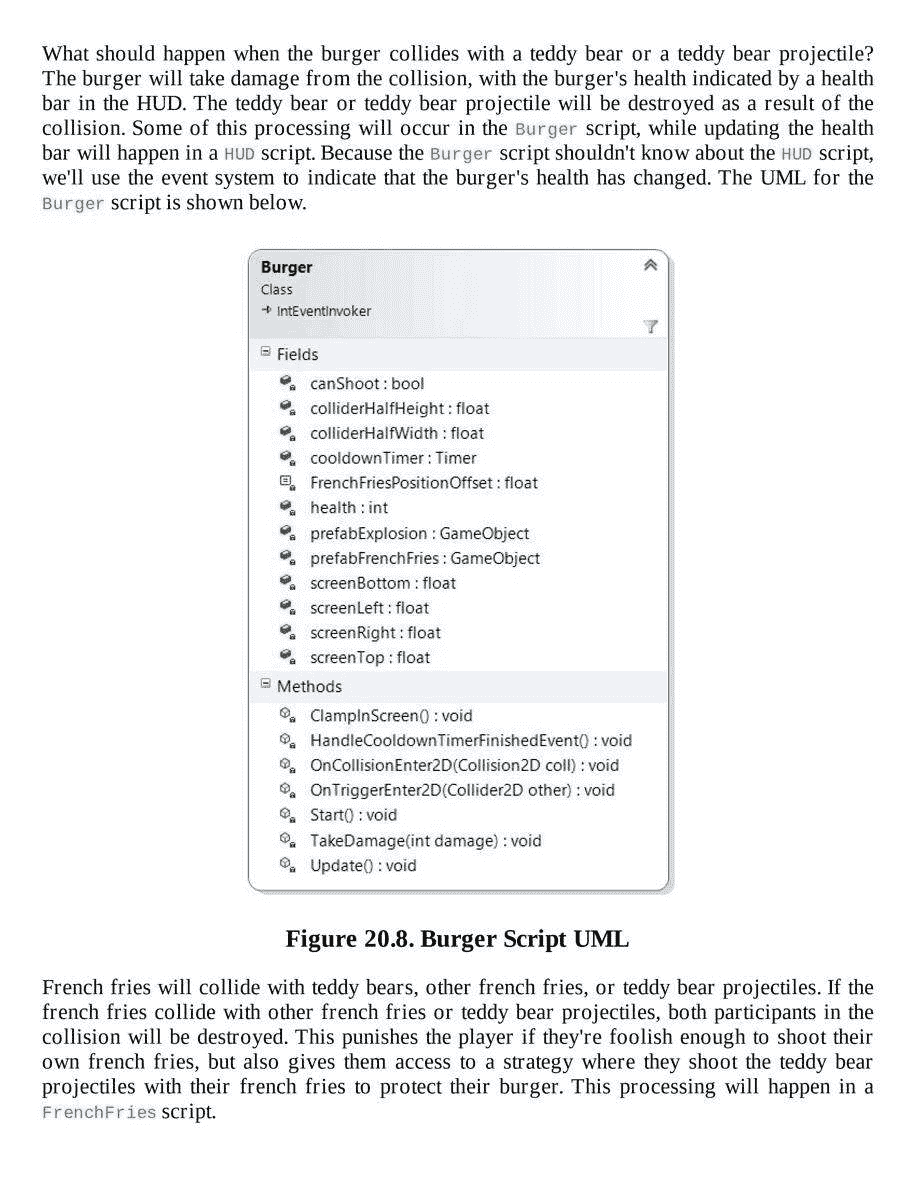 What should happen when the burger collides with a teddy bear or a teddy bear projectile?
The burger will take damage from the collision, with the burger's health indicated by a health
bar in the HUD. The teddy bear or teddy bear projectile will be destroyed as a result of the
collision. Some of this processing will occur in the Burger script, while updating the health
bar will happen in a HUD script. Because the Burger script shouldn't know about the HUD script,
we'll use the event system to indicate that the burger's health has changed. The UML for the
Burger script is shown below.
Burger
Class
IntEventInvoker
Fields
canShoot : bool
colliderHalfHeight : float
colliderHalfWidth : float
cooldownTimer : Timer
FrenchFriesPositionOffset : float
health : int
prefabExplosion : GameObject
prefabFrenchFries : GameObject
screenBottom : float
screenLeft : float
screenRight : float
screenTop : float
Methods
ClampInScreen() : void
HandleCooldownTimerFinishedEvent() : void
OnCollisionEnter2D(Collision2D coll) : void
OnTriggerEnter2D(Collider2D other) : void
Start() : void
TakeDamage(int damage) : void
Update() : void
Figure 20.8. Burger Script UML
French fries will collide with teddy bears, other french fries, or teddy bear projectiles. If the
french fries collide with other french fries or teddy bear projectiles, both participants in the
collision will be destroyed. This punishes the player if they're foolish enough to shoot their
own french fries, but also gives them access to a strategy where they shoot the teddy bear
projectiles with their french fries to protect their burger. This processing will happen in a
FrenchFries script.